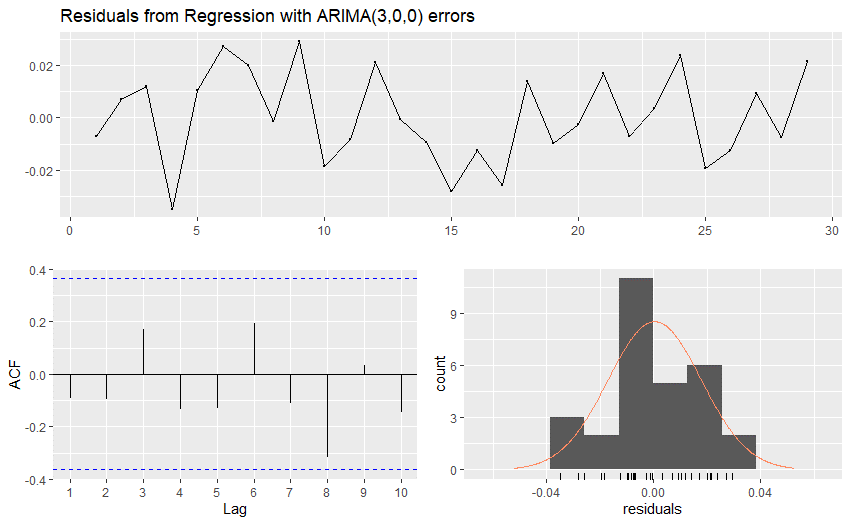 Residuals from Regression with ARIMA(3,0,0) errors
0.02
0.00
-0.02
0 5 10 15 20 25 30
0.4
0.2
0.0
-0.2
-0.4
ACF
1 2 3 4 5 6 7 8 9 10
Lag
9
6
3
0
count
-0.04 0.00 0.04
residuals